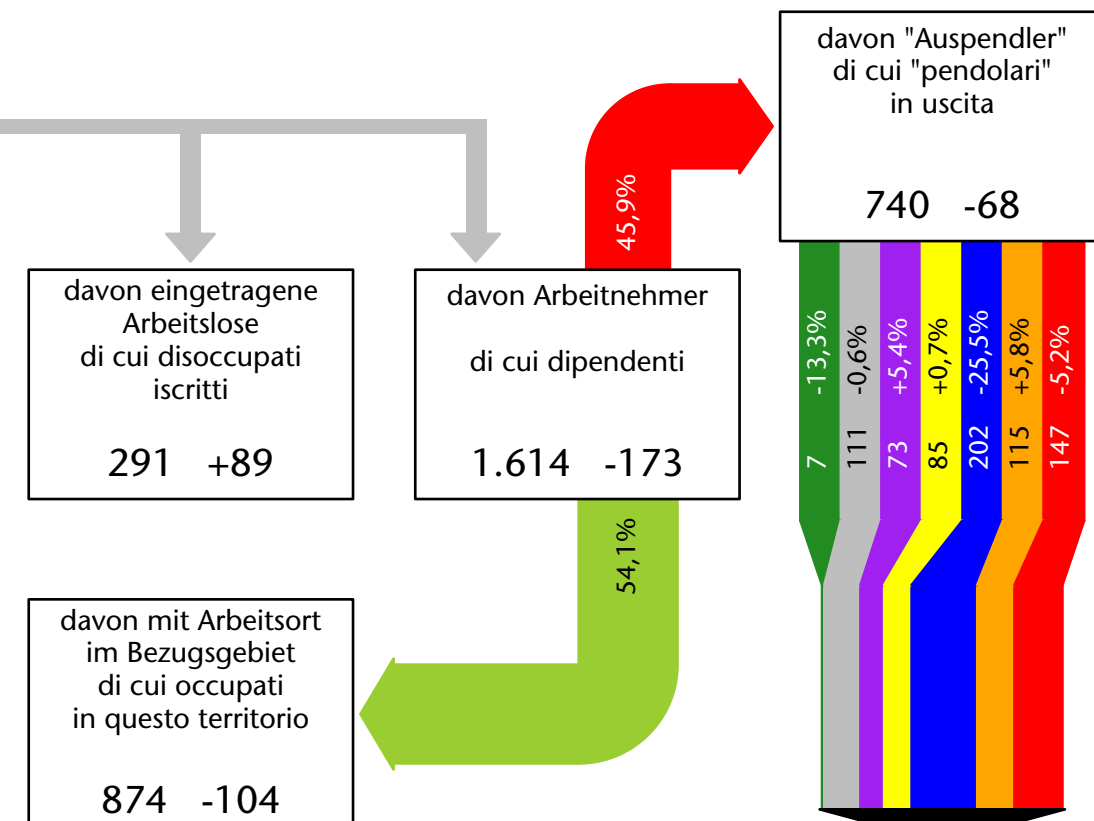 davon "Auspendler"
di cui "pendolari"
in uscita
740 -68
45,9%
davon eingetragene
Arbeitslose
di cui disoccupati
iscritti
291 +89
davon Arbeitnehmer
di cui dipendenti
1.614 -173
7 -13,3%
111 -0,6%
73 +5,4%
85 +0,7%
202 -25,5%
115 +5,8%
147 -5,2%
54,1%
davon mit Arbeitsort
im Bezugsgebiet
di cui occupati
in questo territorio
874 -104